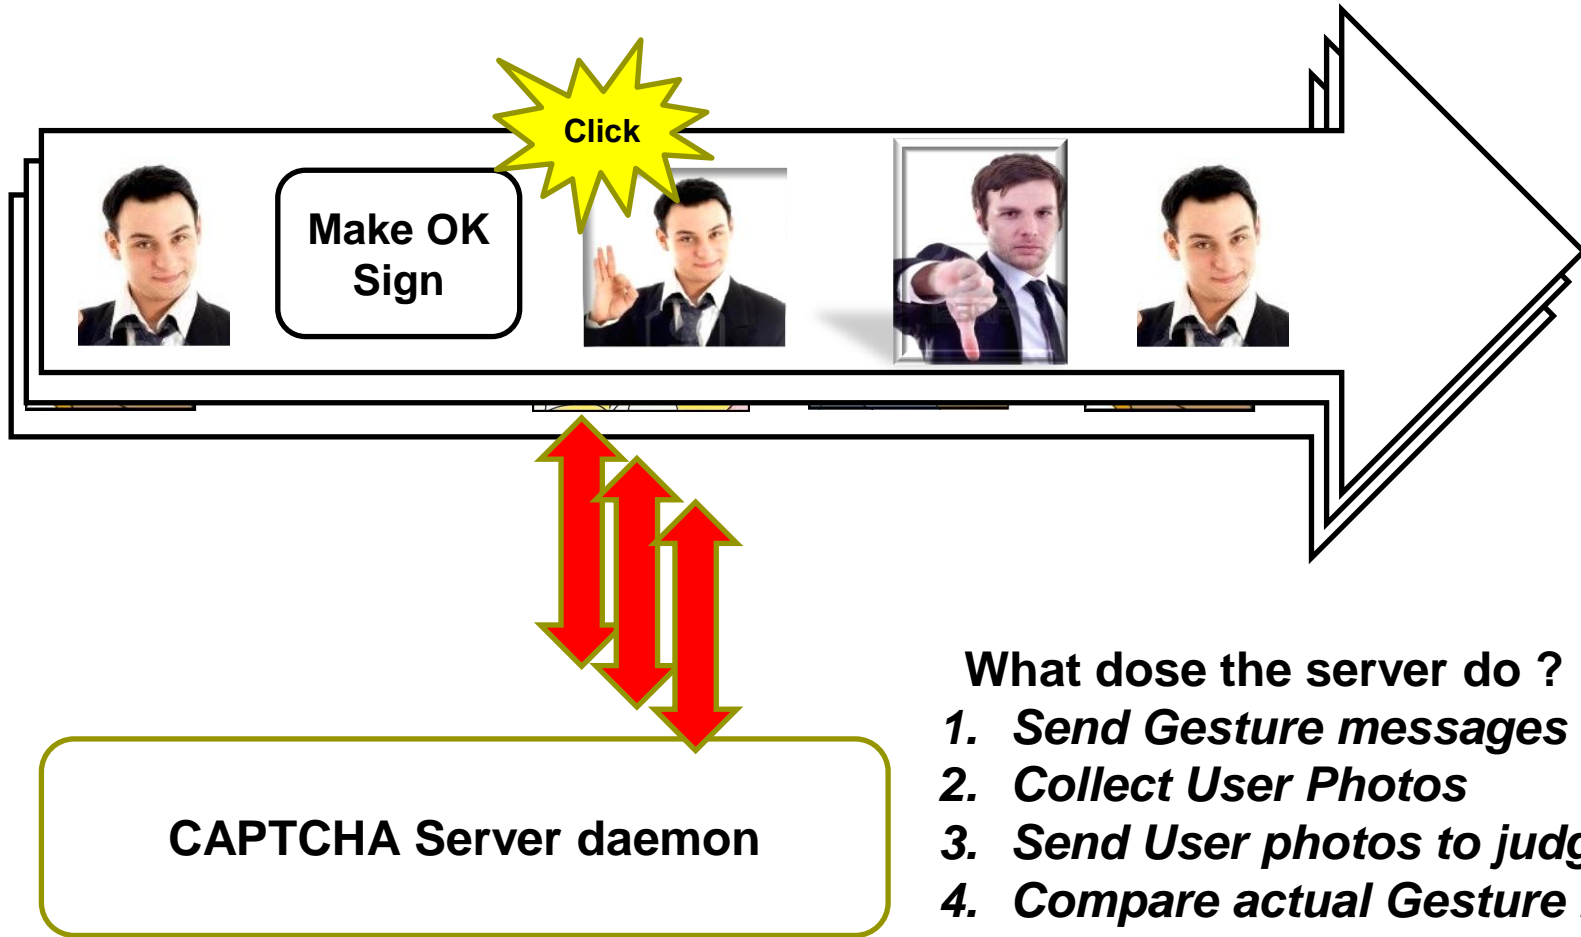 Click
Make OK
Sign
What dose the server do ?
1. Send Gesture messages
2. Collect User Photos
3. Send User photos to
4. Compare actual Gesture
CAPTCHA Server daemon